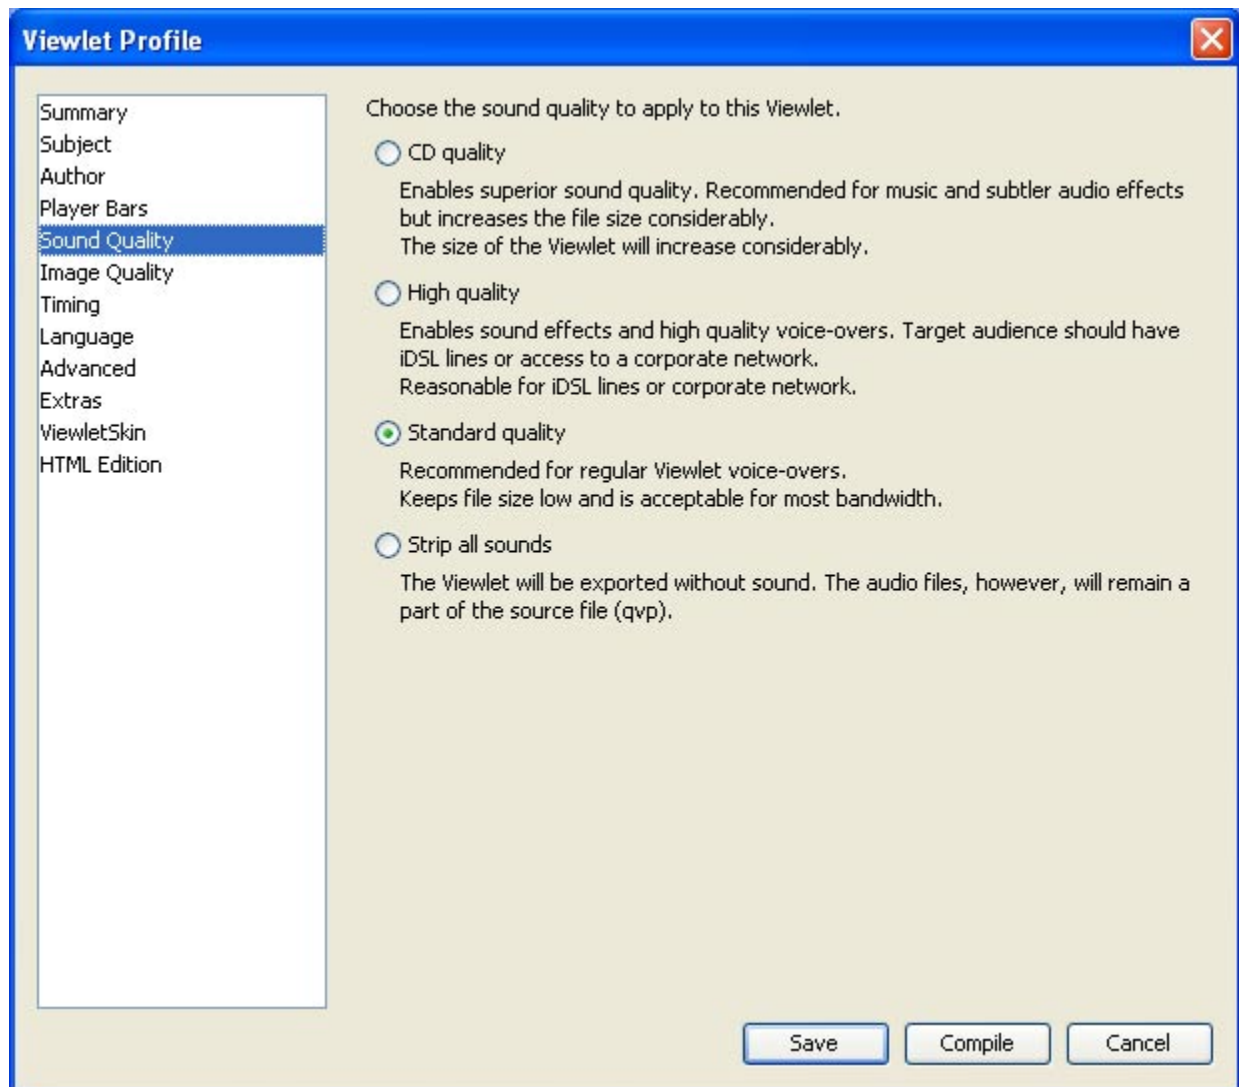 Viewlet Profile
Summary
Subject
Author
Player Bars
Sound Quality
Image Quality
Timing
Language
Advanced
Extras
ViewletSkin
HTML Edition
Choose the sound quality to apply to this Viewlet.
CD quality
Enables superior sound quality. Recommended for music and subtler audio effects
but increases the file size considerably.
The size of the Viewlet will increase considerably.
High quality
Enables sound effects and high quality voice-overs. Target audience should have
iDSL lines or access to a corporate network.
Reasonable for iDSL lines or corporate network.
Standard quality
Recommended for regular Viewlet voice-overs.
Keeps file size low and is acceptable for most bandwidth.
Strip all sounds
The Viewlet will be exported without sound. The audio files, however, will remain a
part of the source file (qvp).
Save
Compile
Cancel